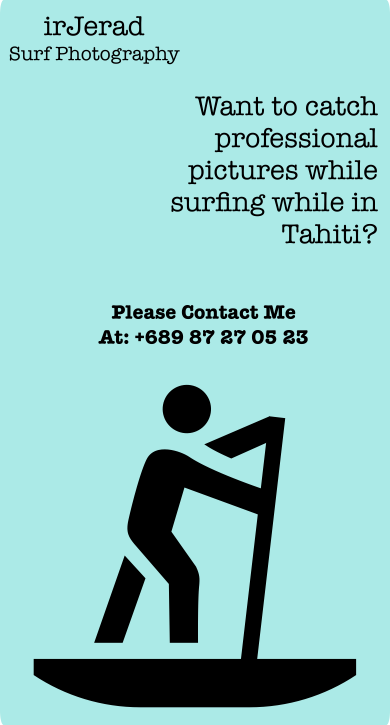 irJerad
Surf Photography
Want to catch
professional
pictures while
surfing while in
Tahiti?
Please Contact Me
At: +689 87 27 05 23